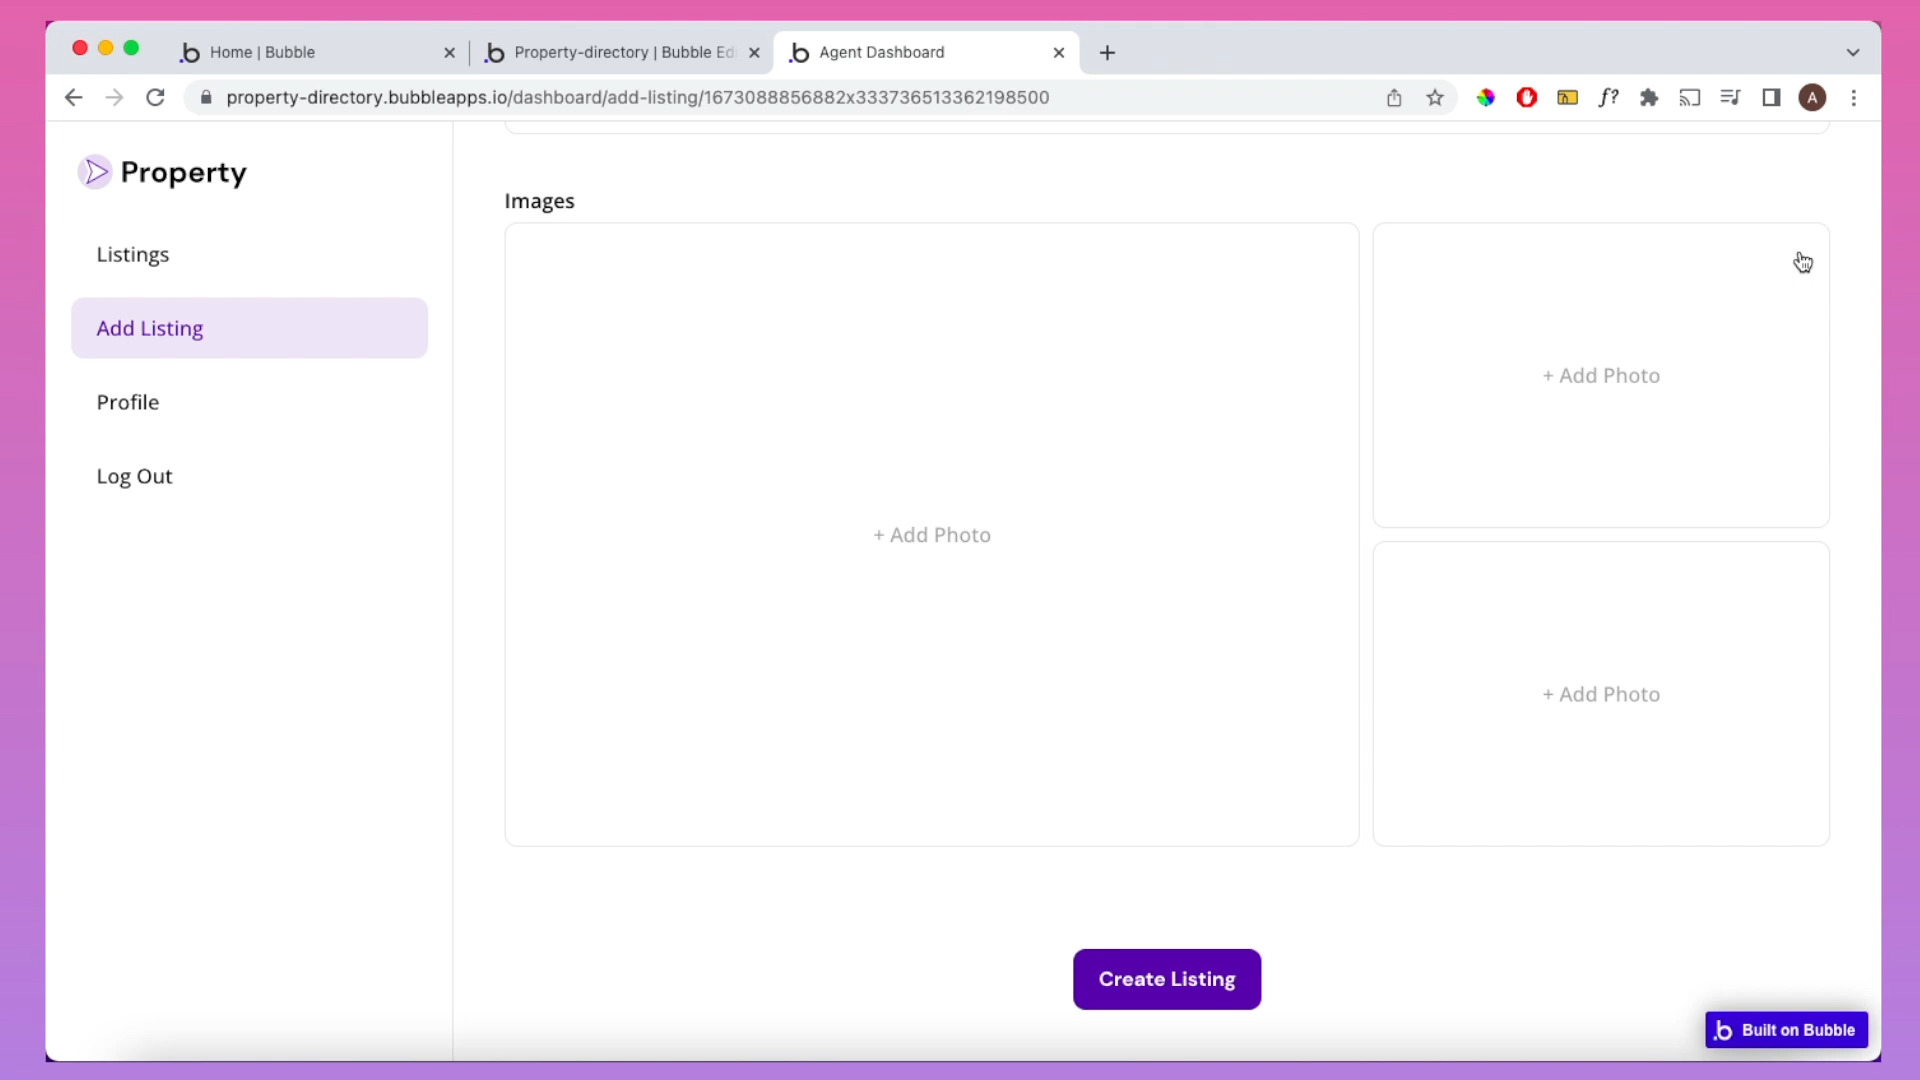 Home | Bubble
Property-directory | Bubble Ed
Agent Dashboard
property-directory.bubbleapps.io/dashboard/add-listing/1673088856882x333736513362198500
f?
A
Property
Listings
Add Listing
Profile
Log Out
Images
+ Add Photo
+ Add Photo
+ Add Photo
Create Listing
b Built on Bubble